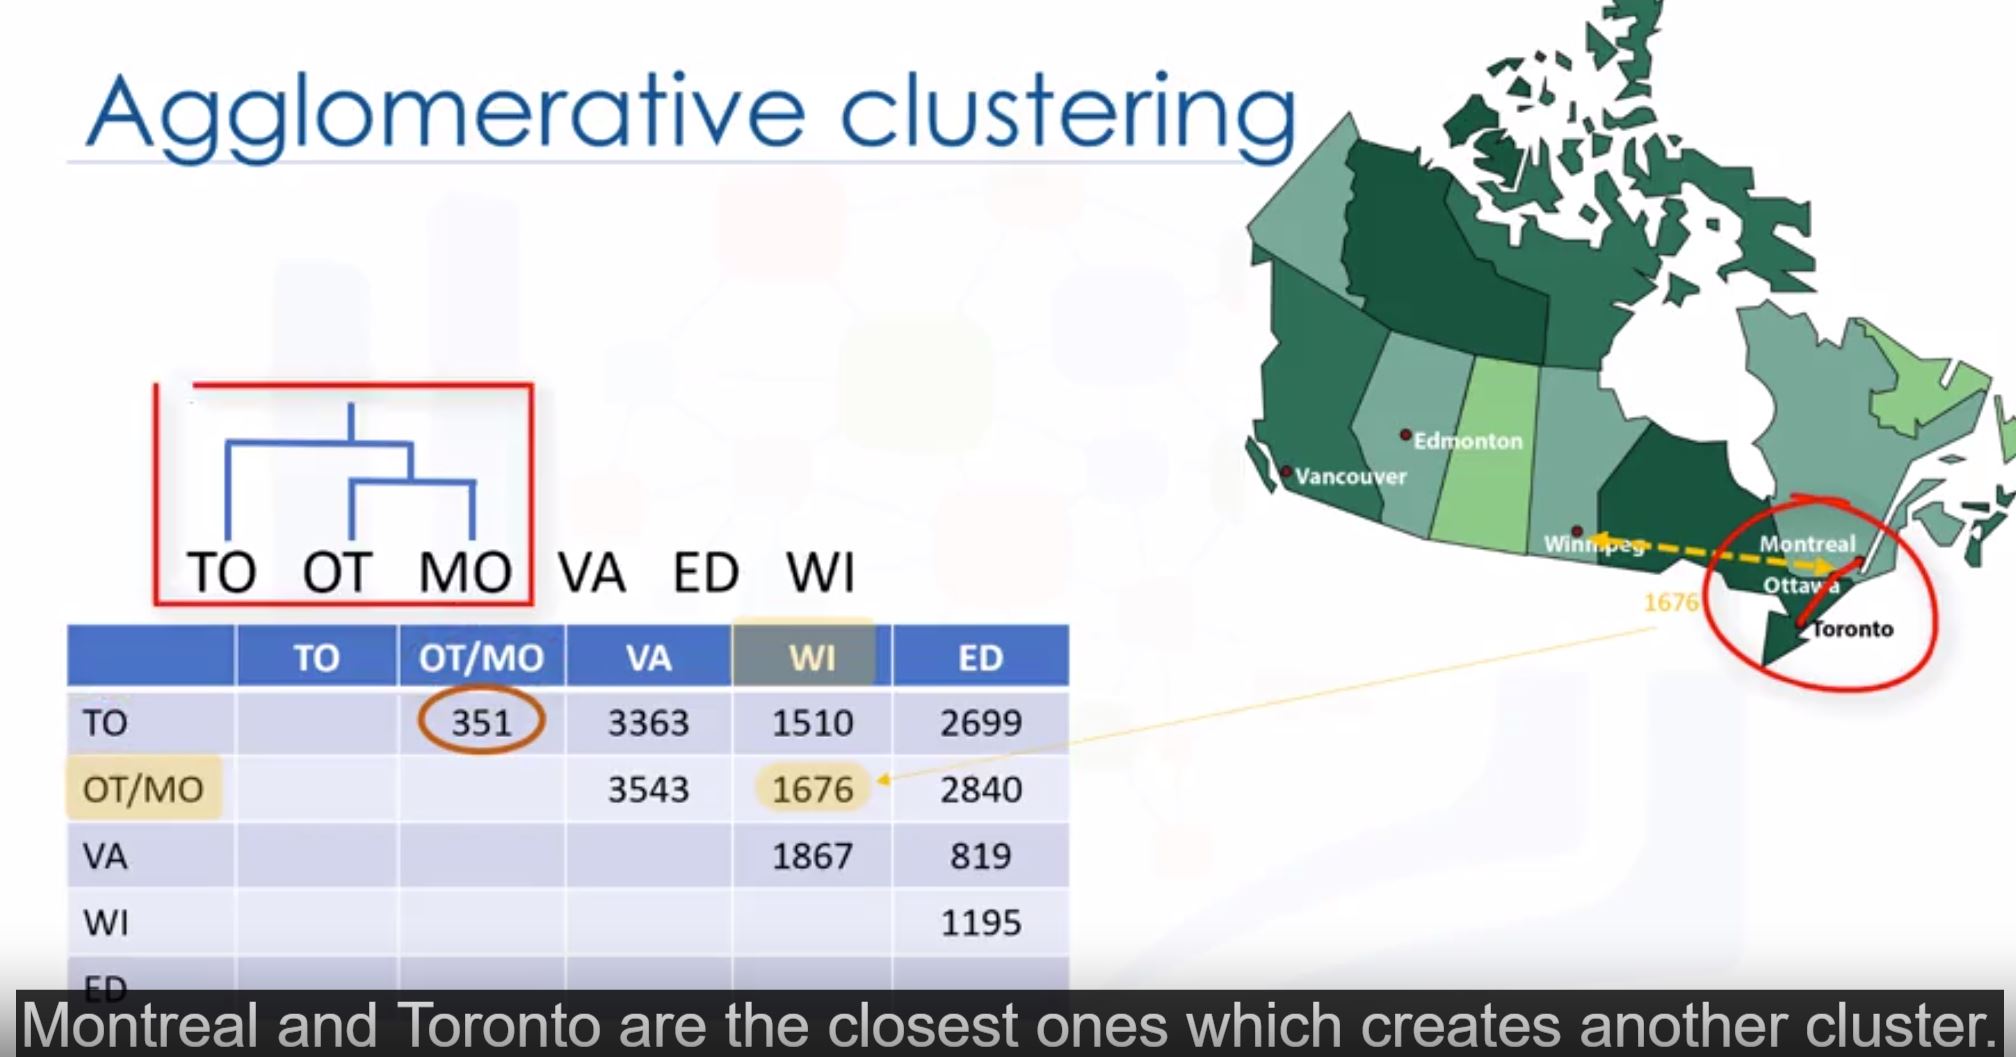 Agglomerative clustering
Edmonton
Vancouver
Winnipeg
Montreal
Ottawa
1676
Toronto
TO OT MO VA ED WI
TO OT/MO VA WI ED
TO 351 3363 1510 2699
OT/MO 3543 1676 2840
VA 1867 819
WI 1195
ED
Montreal and Toronto are the closest ones which creates another cluster.